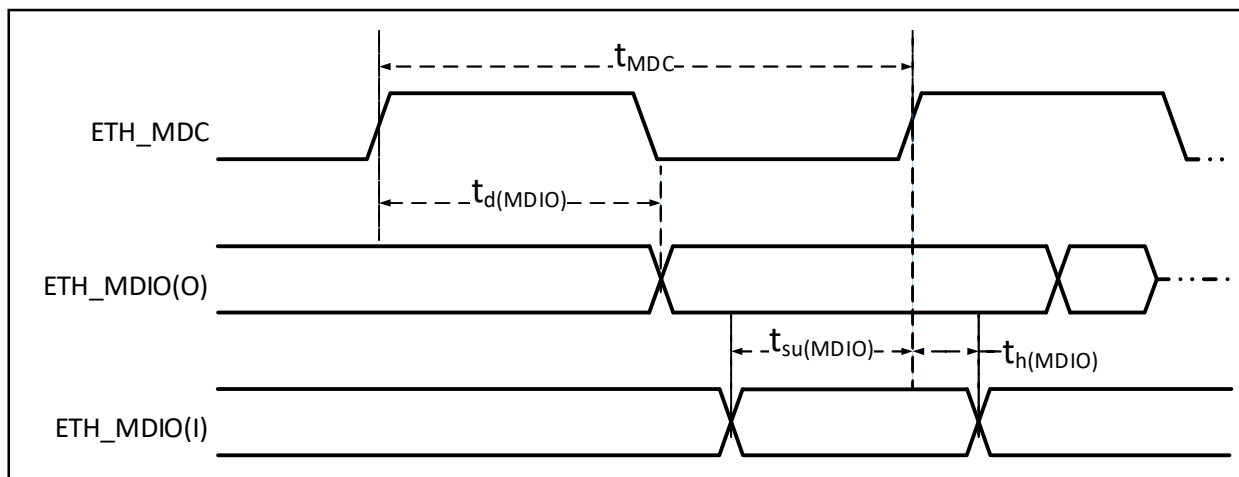 tMDC
ETH_MDC
td(MDIO)
ETH_MDIO(O)
tsu(MDIO) th(MDIO)
ETH_MDIO(I)